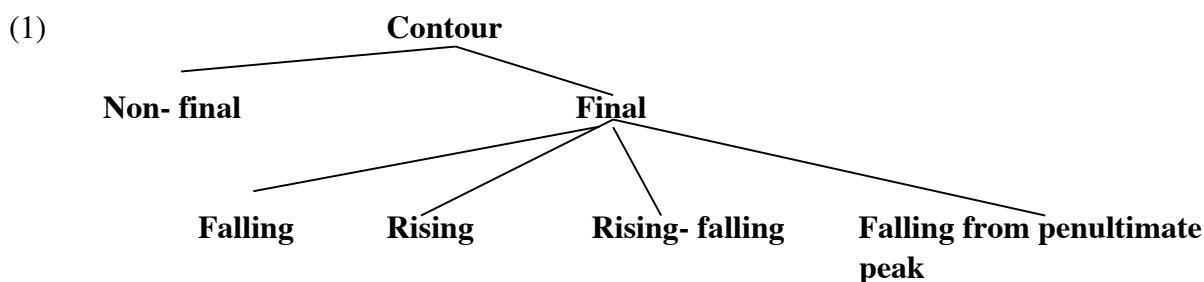 (1) Contour
Non- final Final
Falling Rising Rising- falling Falling from penultimate
peak